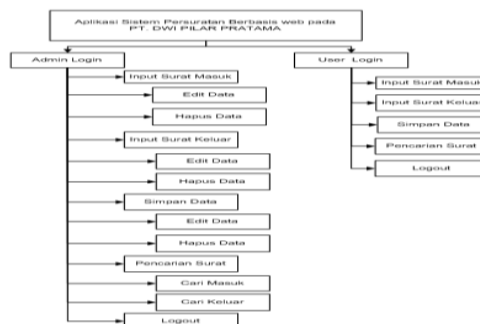 Aplikasi Sistem Persuratan Berbasis web pada
PT. DWI PILAR PRATAMA
Admin Login
User Login
Input Surat Masuk
Edit Data
Hapus Data
Input Surat Keluar
Edit Data
Hapus Data
Simpan Data
Edit Data
Hapus Data
Pencarian Surat
Cari Masuk
Cari Keluar
Logout
Input Surat Masuk
Input Surat Keluar
Simpan Data
Pencarian Surat
Logout